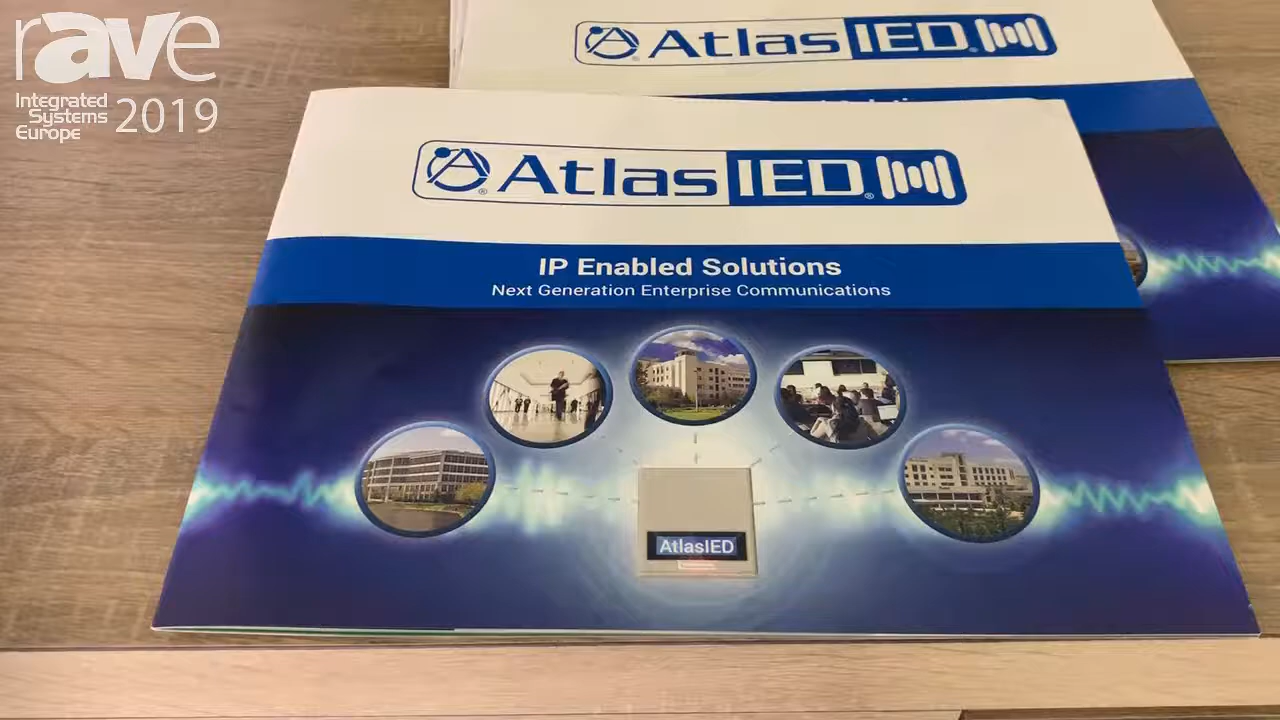 rAVe
Integrated
Systems
Europe
2019
AtlasIED
AtlasIED
IP Enabled Solutions
Next Generation Enterprise Communications
AtlasIED